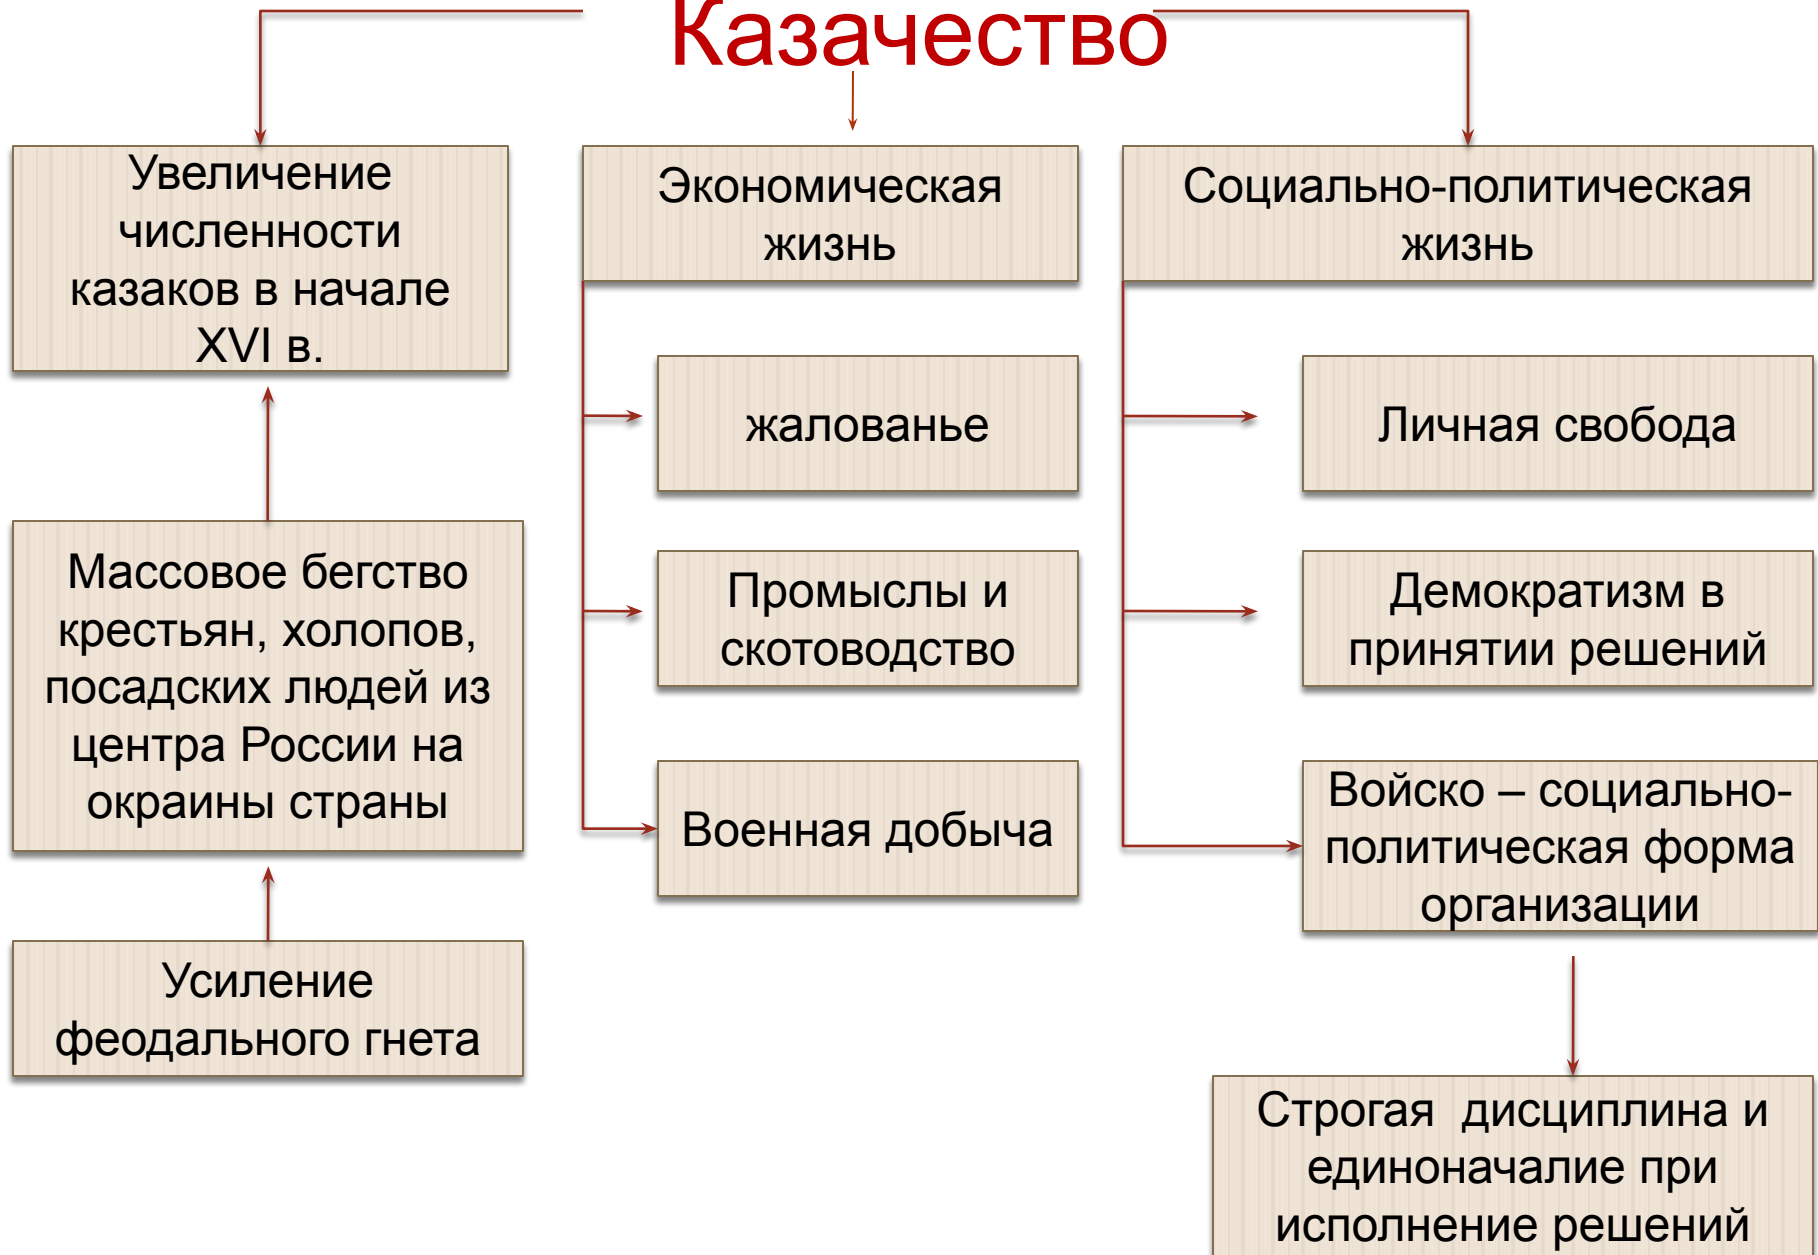 Казачество
Увеличение
численности
казаков в начале
XVI в.
Массовое бегство
крестьян, холопов,
посадских людей из
центра России на
окраины страны
Усиление
феодального гнета
Экономическая
жизнь
жалованье
Промыслы и
скотоводство
Военная добыча
Социально-политическая
жизнь
Личная свобода
Демократизм в
принятии решений
Войско – социально-
политическая форма
организации
Строгая  дисциплина и
единоначалие при
исполнение решений